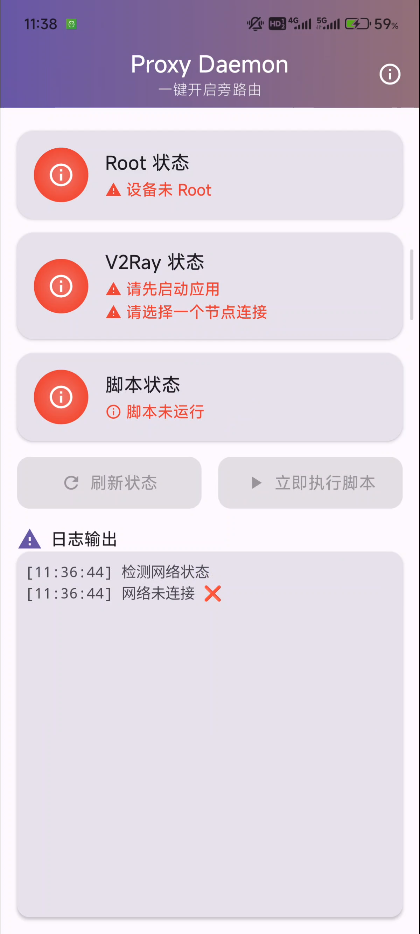 11:38
HD 4G 5G 59%
Proxy Daemon
一键开启旁路由
Root 状态
设备未 Root
V2Ray 状态
请先启动应用
请选择一个节点连接
脚本状态
脚本未运行
刷新状态
立即执行脚本
日志输出
[11:36:44] 检测网络状态
[11:36:44] 网络未连接 ❌